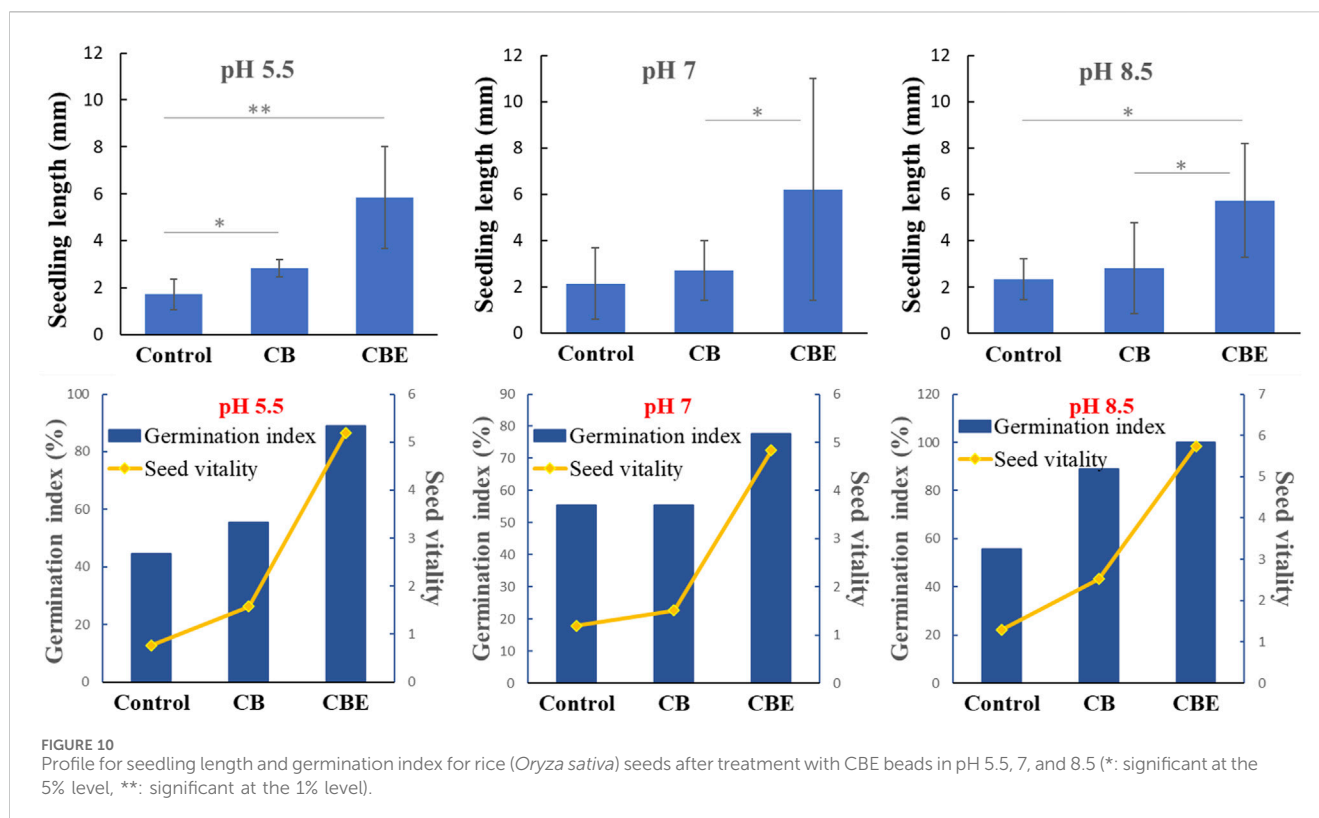 pH 5.5
Seedling length (mm)
12
10
8
6
4
2
0
**
*
Control CB CBE
pH 7
Seedling length (mm)
12
10
8
6
4
2
0
*
Control CB CBE
pH 8.5
Seedling length (mm)
12
10
8
6
4
2
0
*
*
Control CB CBE
pH 5.5
Germination index
Seed vitality
Germination index (%)
100
80
60
40
20
0
Seed vitality
6
5
4
3
2
1
0
Control CB CBE
pH 7
Germination index
Seed vitality
Germination index (%)
90
80
70
60
50
40
30
20
10
0
Seed vitality
6
5
4
3
2
1
0
Control CB CBE
pH 8.5
Germination index
Seed vitality
Germination index (%)
120
100
80
60
40
20
0
Seed vitality
7
6
5
4
3
2
1
0
Control CB CBE
FIGURE 10
Profile for seedling length and germination index for rice (Oryza sativa) seeds after treatment with CBE beads in pH 5.5, 7, and 8.5 (*: significant at the
5% level, **: significant at the 1% level).